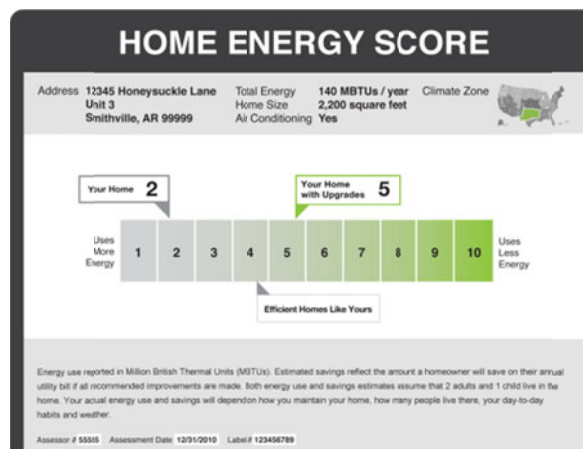 HOME ENERGY SCORE
Address 12345 Honeysuckle Lane
Unit 3
Smithville, AR 99999
Total Energy 140 MBTUs / year
Home Size 2,200 square feet
Air Conditioning Yes
Climate Zone
Your Home 2
Your Home
with Upgrades 5
Uses
More
Energy
1 2 3 4 5 6 7 8 9 10
Uses
Less
Energy
Efficient Homes Like Yours
Energy use reported in Million British Thermal Units (MBTUs). Estimated savings reflect the amount a homeowner will save on their annual
utility bill if all recommended improvements are made. Both energy use and savings estimates assume that 2 adults and 1 child live in the
home. Your actual energy use and savings will depend on how you maintain your home, how many people live there, your day-to-day
habits and weather.
Assessor # 55555 Assessment Date 12/31/2010 Label # 123456789